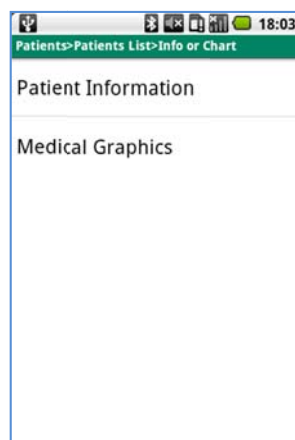 18:03
Patients>Patients List>Info or Chart
Patient Information
Medical Graphics